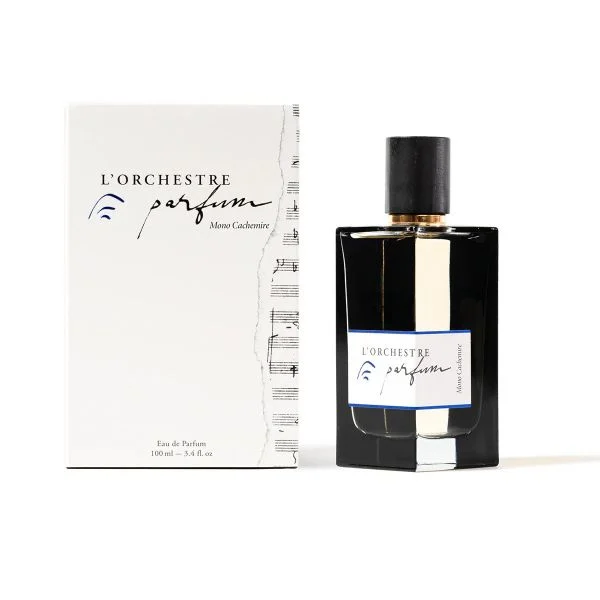 L'ORCHESTRE
parfum
Mono Cachemire
Eau de Parfum
100 ml – 3.4 fl. oz
L'ORCHESTRE
parfum
Mono Cachemire